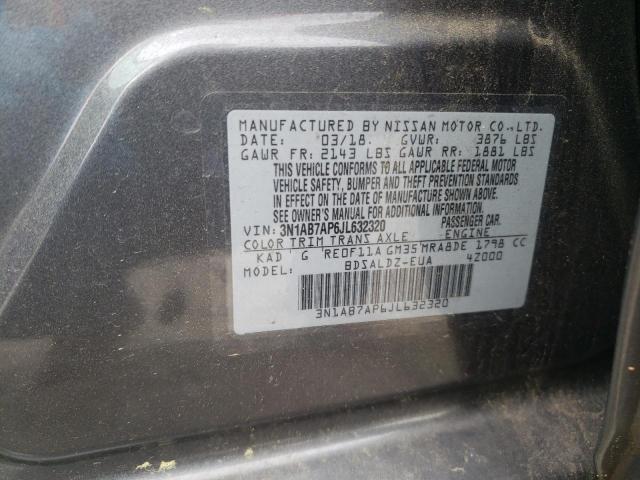 MANUFACTURED BY NISSAN MOTOR CO.,LTD.
DATE: 03/18. GVWR: 3876 LBS
GAWR FR: 2143 LBS GAWR RR: 1881 LBS
THIS VEHICLE CONFORMS TO ALL APPLICABLE FEDERAL MOTOR
VEHICLE SAFETY, BUMPER AND THEFT PREVENTION STANDARDS
IN EFFECT ON THE DATE OF MANUFACTURE SHOWN ABOVE.
SEE OWNER'S MANUAL FOR ADDITIONAL INFORMATION.
VIN: 3N1AB7AP6JL632320 PASSENGER CAR.
COLOR TRIM TRANS AXLE ENGINE
KAD G RE0F11A GM35 MRA8DE 1798 CC
MODEL: BDSALDZ-EUA 4Z000
3N1AB7AP6JL632320